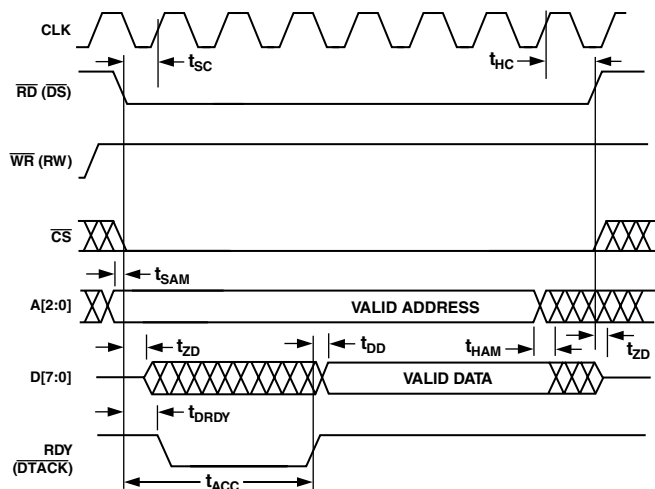 CLK
tSC
tHC
RD (DS)
WR (RW)
CS
tSAM
A[2:0]
VALID ADDRESS
tZD
tDD
tHAM
tZD
D[7:0]
VALID DATA
tDRDY
RDY
(DTACK)
tACC